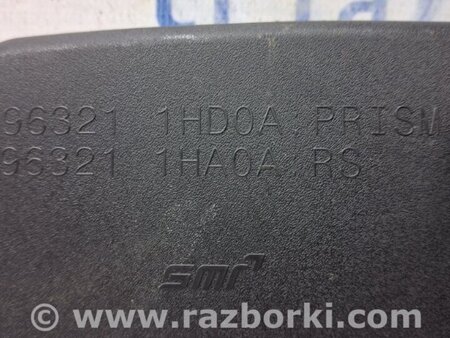 96321 1HD0A:PRISM
96321 1HA0A:RS
smr
© www.razborki.com